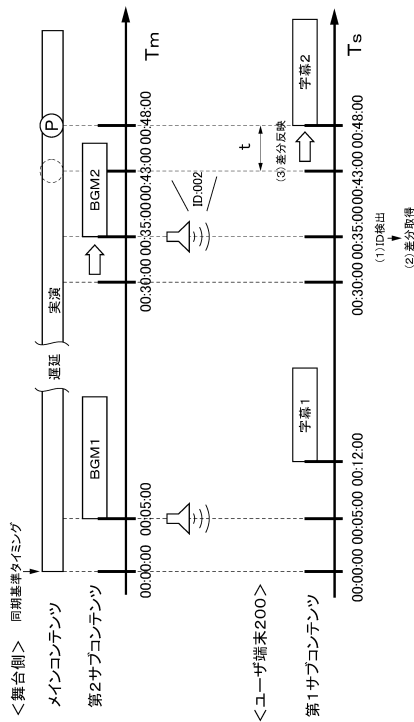 <舞台側>
同期基準タイミング
メインコンテンツ
遅延
実演
P
第2サブコンテンツ
BGM1
BGM2
Tm
00:00:00 00:05:00
00:30:00 00:35:00 00:43:00 00:48:00
ID:002
<ユーザ端末200>
t
(3)差分反映
第1サブコンテンツ
字幕1
字幕2
Ts
00:00:00 00:05:00 00:12:00
00:30:00 00:35:00 00:43:00 00:48:00
(1)ID検出
(2)差分取得